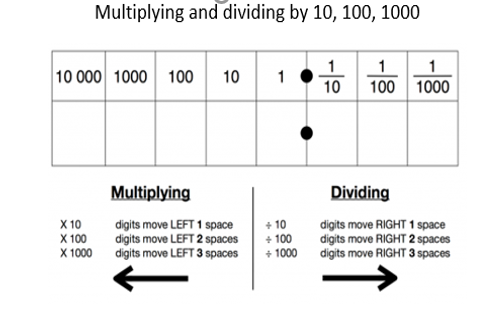 Multiplying and dividing by 10, 100, 1000
10 000 1000 100 10 1 ● 1/10 1/100 1/1000
●
Multiplying
X 10 digits move LEFT 1 space
X 100 digits move LEFT 2 spaces
X 1000 digits move LEFT 3 spaces
Dividing
÷ 10 digits move RIGHT 1 space
÷ 100 digits move RIGHT 2 spaces
÷ 1000 digits move RIGHT 3 spaces